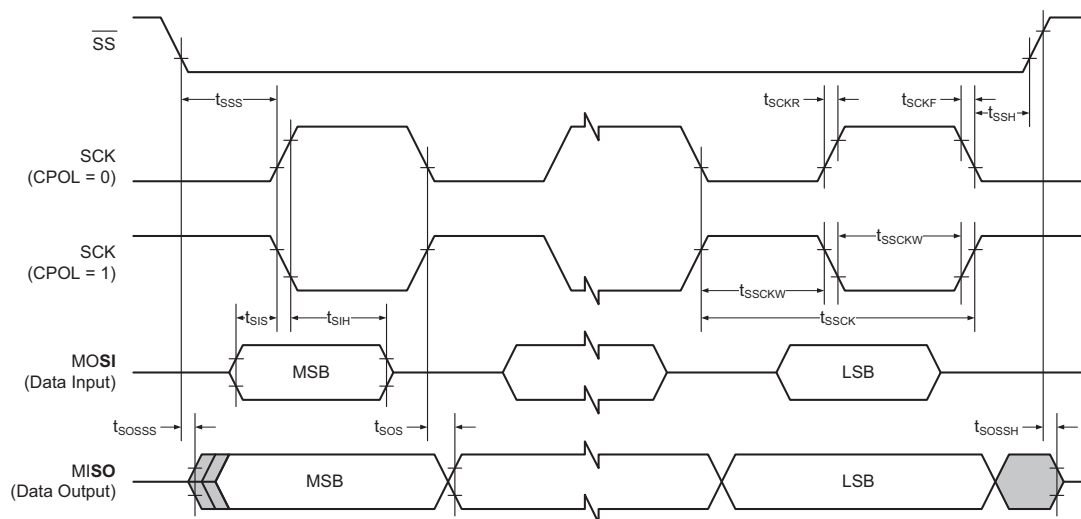 SS
tSSS
tSCKR
tSCKF
tSSH
SCK
(CPOL = 0)
SCK
(CPOL = 1)
tSSCKW
tSSCKW
tSSCK
tSIS
tSIH
MOSI
(Data Input)
MSB
LSB
tSOSSS
tSOS
tSOSSH
MISO
(Data Output)
MSB
LSB